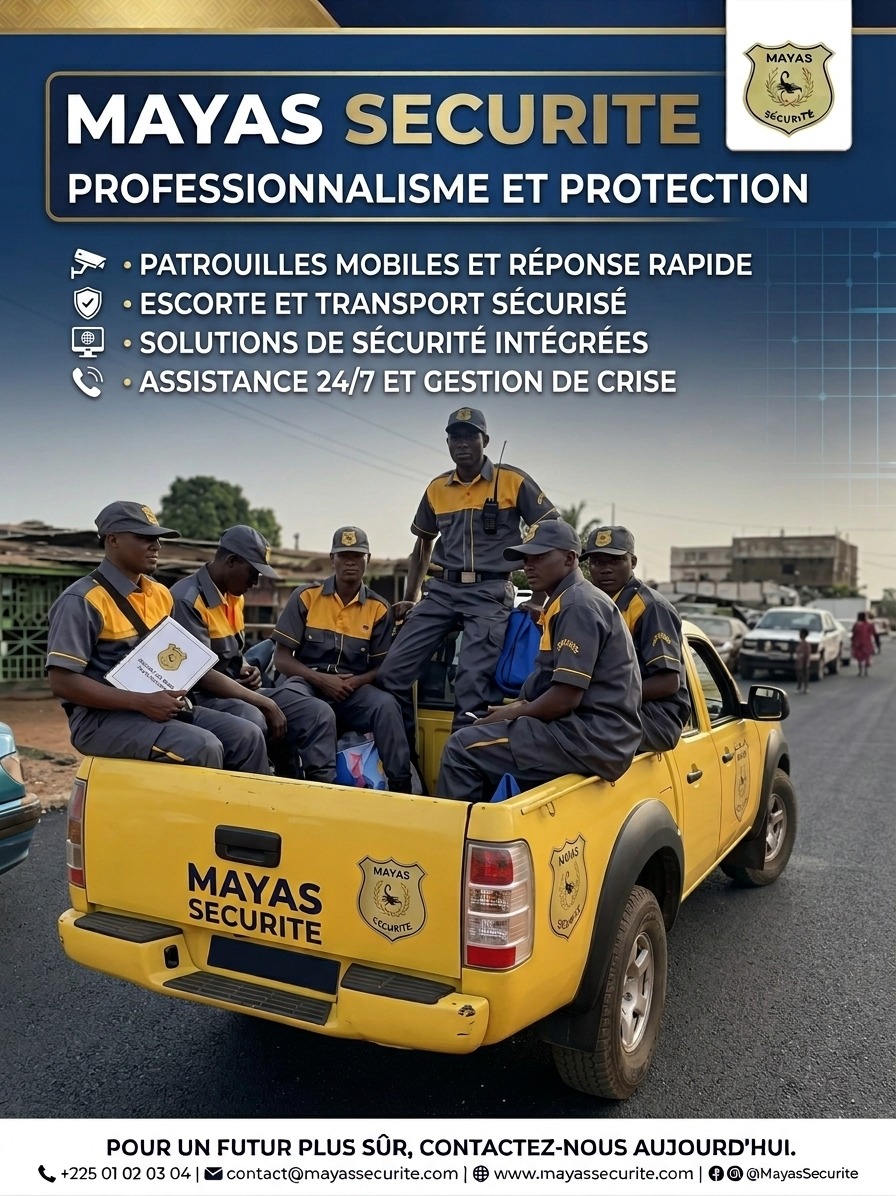 MAYAS
SÉCURITÉ
MAYAS SECURITE
PROFESSIONNALISME ET PROTECTION
• PATROUILLES MOBILES ET RÉPONSE RAPIDE
• ESCORTE ET TRANSPORT SÉCURISÉ
• SOLUTIONS DE SÉCURITÉ INTÉGRÉES
• ASSISTANCE 24/7 ET GESTION DE CRISE
MAYAS
SECURITE
MAYAS
POUR UN FUTUR PLUS SÛR, CONTACTEZ-NOUS AUJOURD'HUI.
+225 01 02 03 04 | contact@mayassecurite.com | www.mayassecurite.com | @MayasSecurite